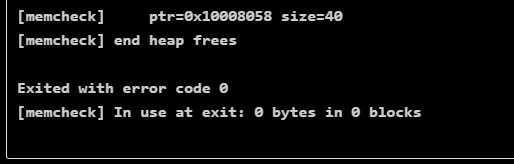 [memcheck]     ptr=0x10008058 size=40
[memcheck] end heap frees
Exited with error code 0
[memcheck] In use at exit: 0 bytes in 0 blocks